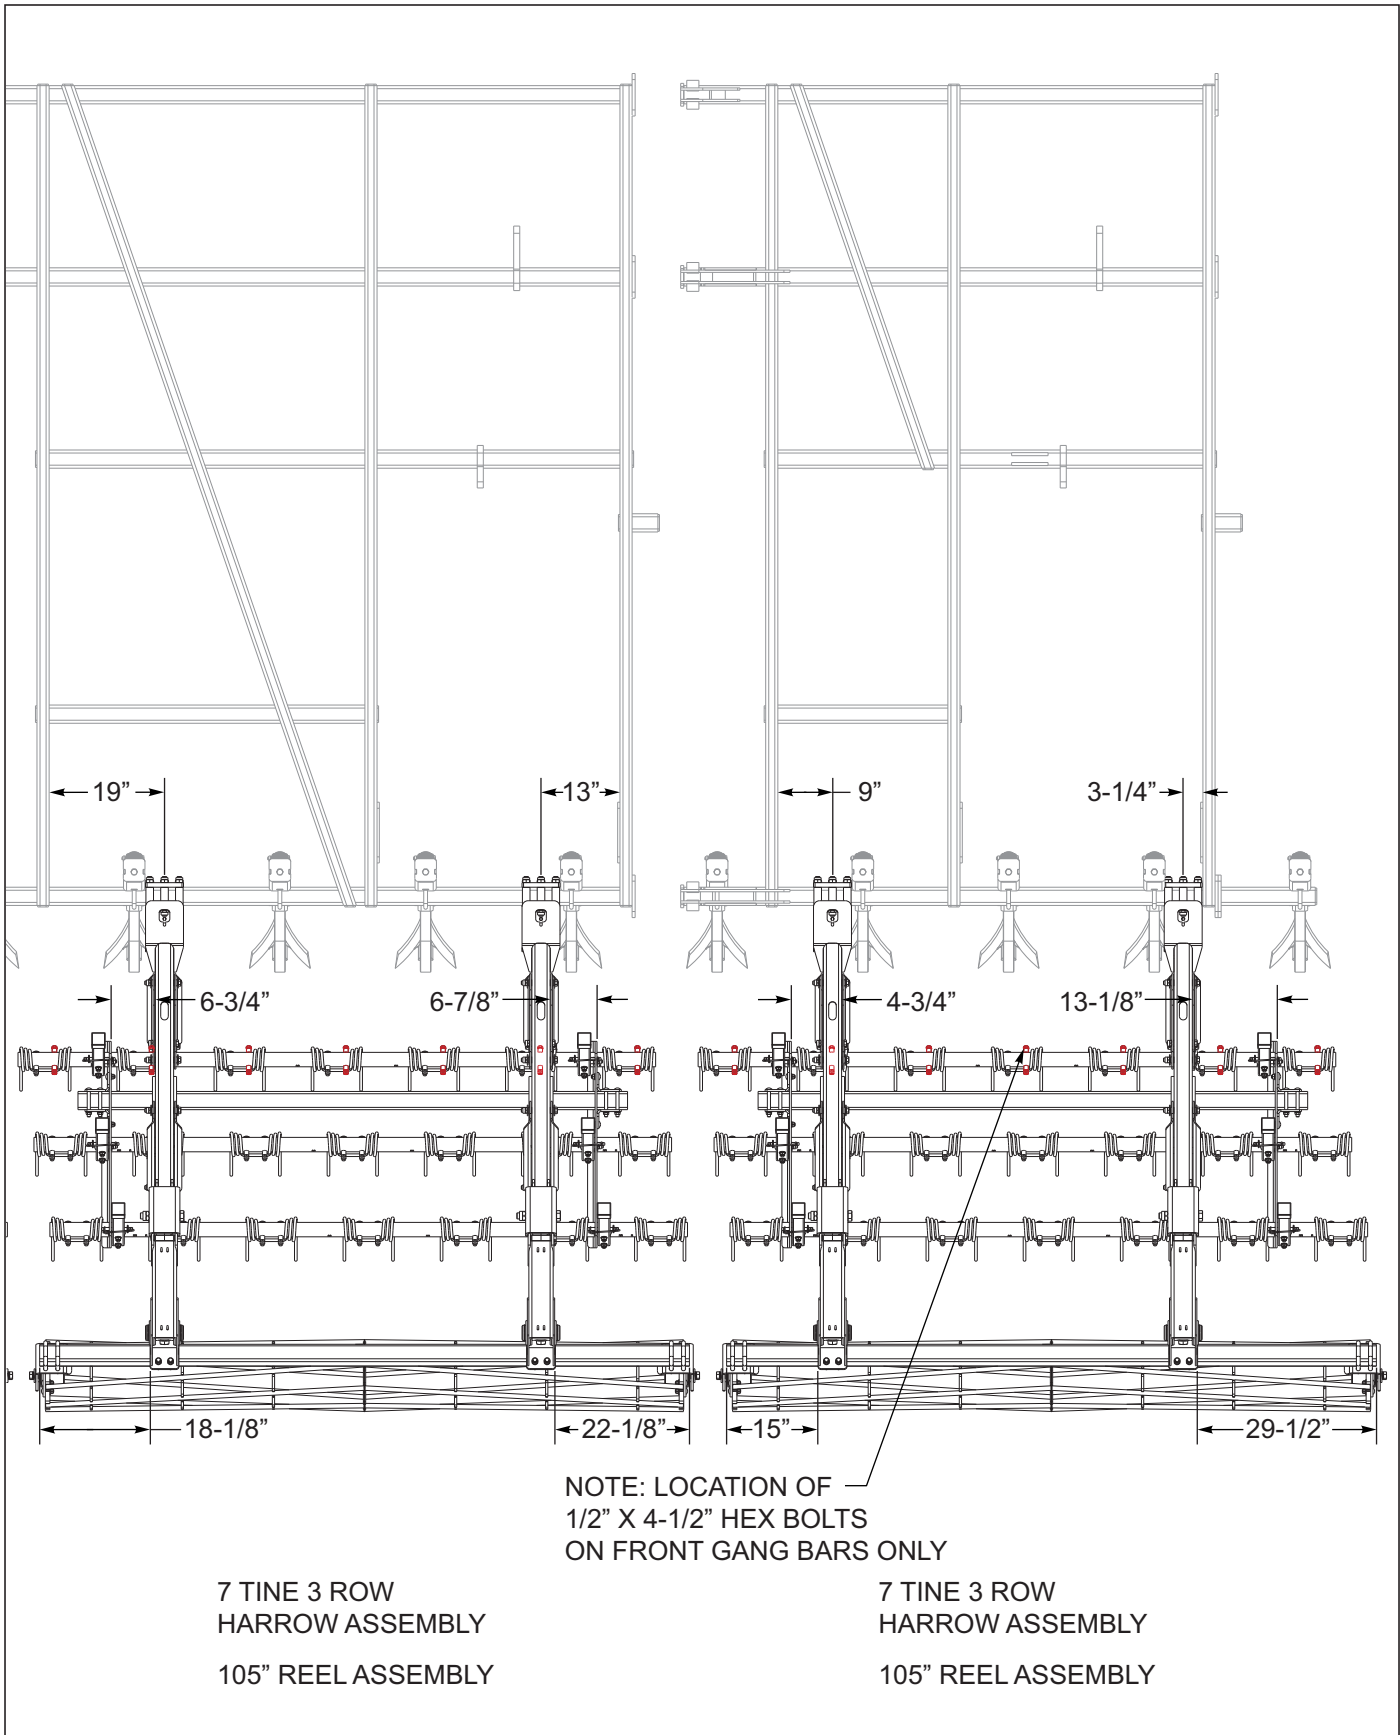 19”
13”
9”
3-1/4”
6-3/4”
6-7/8”
4-3/4”
13-1/8”
18-1/8”
22-1/8”
15”
29-1/2”
NOTE: LOCATION OF
1/2” X 4-1/2” HEX BOLTS
ON FRONT GANG BARS ONLY
7 TINE 3 ROW
HARROW ASSEMBLY
105” REEL ASSEMBLY
7 TINE 3 ROW
HARROW ASSEMBLY
105” REEL ASSEMBLY